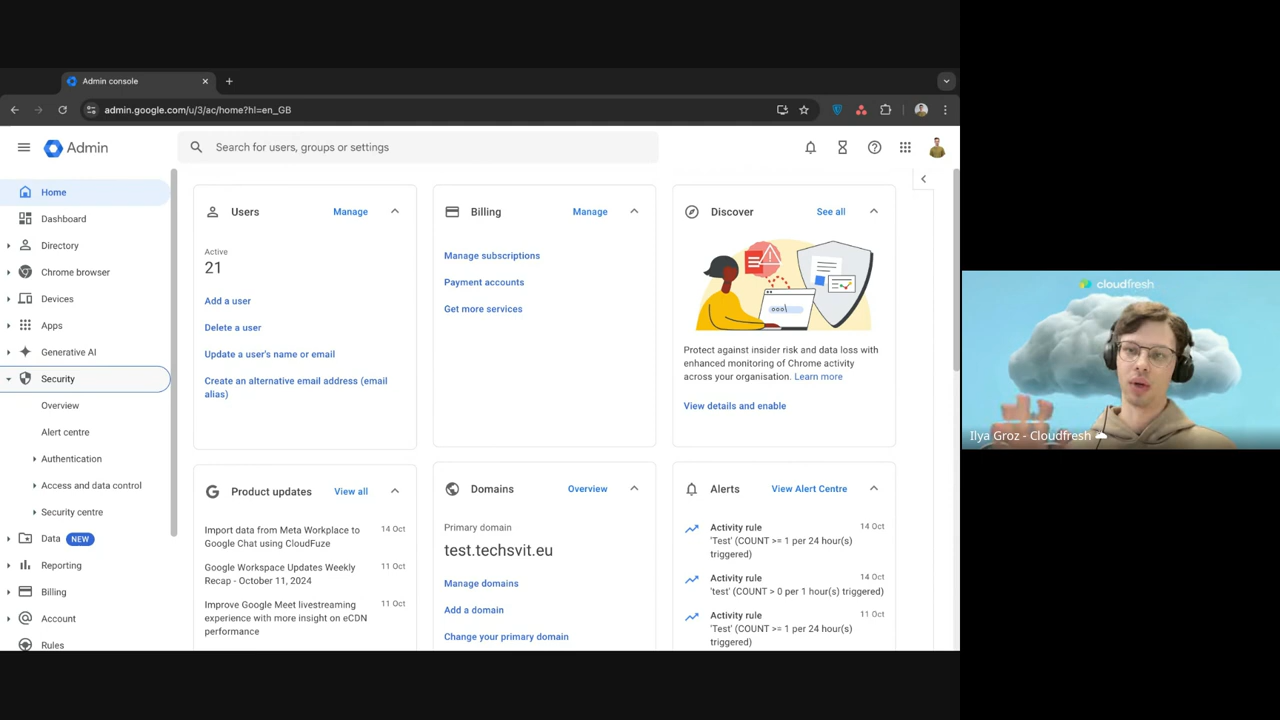 Admin console
admin.google.com/u/3/ac/home?hl=en_GB
Admin
Search for users, groups or settings
Home
Dashboard
Directory
Chrome browser
Devices
Apps
Generative AI
Security
Overview
Alert centre
Authentication
Access and data control
Security centre
Data NEW
Reporting
Billing
Account
Rules
Users Manage
Active
21
Add a user
Delete a user
Update a user's name or email
Create an alternative email address (email
alias)
Billing Manage
Manage subscriptions
Payment accounts
Get more services
Discover See all
Protect against insider risk and data loss with
enhanced monitoring of Chrome activity
across your organisation. Learn more
View details and enable
Product updates View all
Import data from Meta Workplace to 14 Oct
Google Chat using CloudFuze
Google Workspace Updates Weekly 11 Oct
Recap - October 11, 2024
Improve Google Meet livestreaming 11 Oct
experience with more insight on eCDN
performance
Domains Overview
Primary domain
test.techsvit.eu
Manage domains
Add a domain
Change your primary domain
Alerts View Alert Centre
Activity rule 14 Oct
'Test' (COUNT >= 1 per 24 hour(s)
triggered)
Activity rule 14 Oct
'test' (COUNT > 0 per 1 hour(s) triggered)
Activity rule 11 Oct
'Test' (COUNT >= 1 per 24 hour(s)
triggered)
cloudfresh
Ilya Groz - Cloudfresh